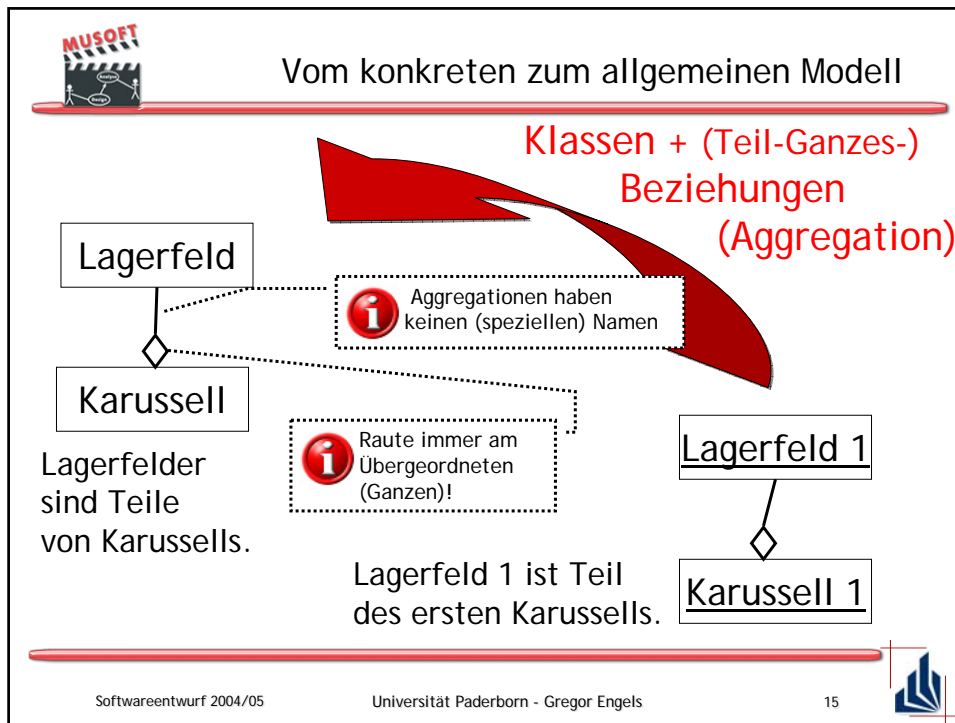 MUSOFT
Analyse
Design
Vom konkreten zum allgemeinen Modell
Klassen + (Teil-Ganzes-)
Beziehungen
(Aggregation)
Lagerfeld
Aggregationen haben
keinen (speziellen) Namen
Karussell
Raute immer am
Übergeordneten
(Ganzen)!
Lagerfelder
sind Teile
von Karussells.
Lagerfeld 1
Lagerfeld 1 ist Teil
des ersten Karussells.
Karussell 1
Softwareentwurf 2004/05
Universität Paderborn - Gregor Engels
15